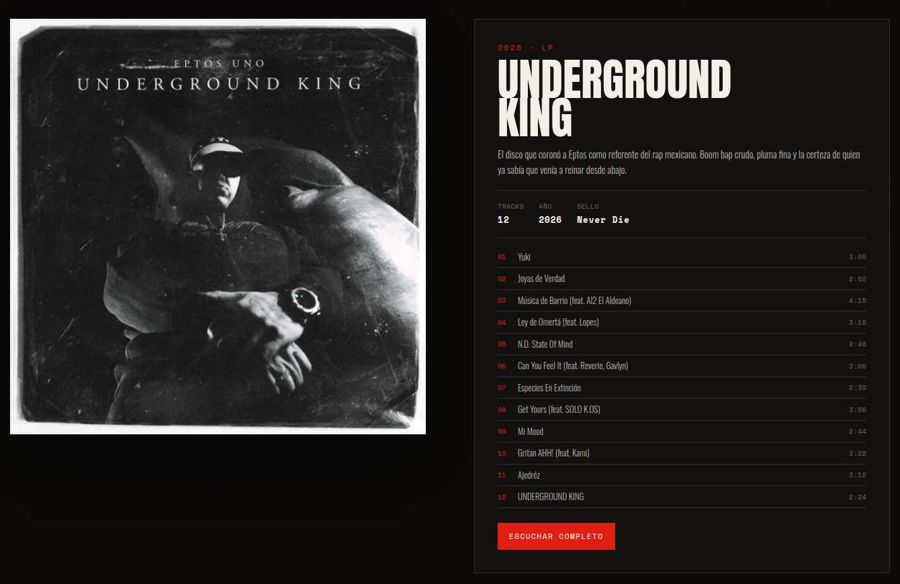 EPTOS UNO
UNDERGROUND KING
2026 · LP
UNDERGROUND
KING
El disco que coronó a Eptos como referente del rap mexicano. Boom bap crudo, pluma fina y la certeza de quien
ya sabía que venía a reinar desde abajo.
TRACKS AÑO SELLO
12 2026 Never Die
01 Yuki 3:05
02 Joyas de Verdad 2:52
03 Música de Barrio (feat. Al2 El Aldeano) 4:15
04 Ley de Omertá (feat. Lopes) 3:15
05 N.D. State Of Mind 2:46
06 Can You Feel It (feat. Reverie, Gavlyn) 3:06
07 Especies En Extinción 2:39
08 Get Yours (feat. SOLO K.OS) 3:56
09 Mi Mood 2:44
10 Gritan AHH! (feat. Kami) 3:22
11 Ajedréz 3:12
12 UNDERGROUND KING 2:24
ESCUCHAR COMPLETO